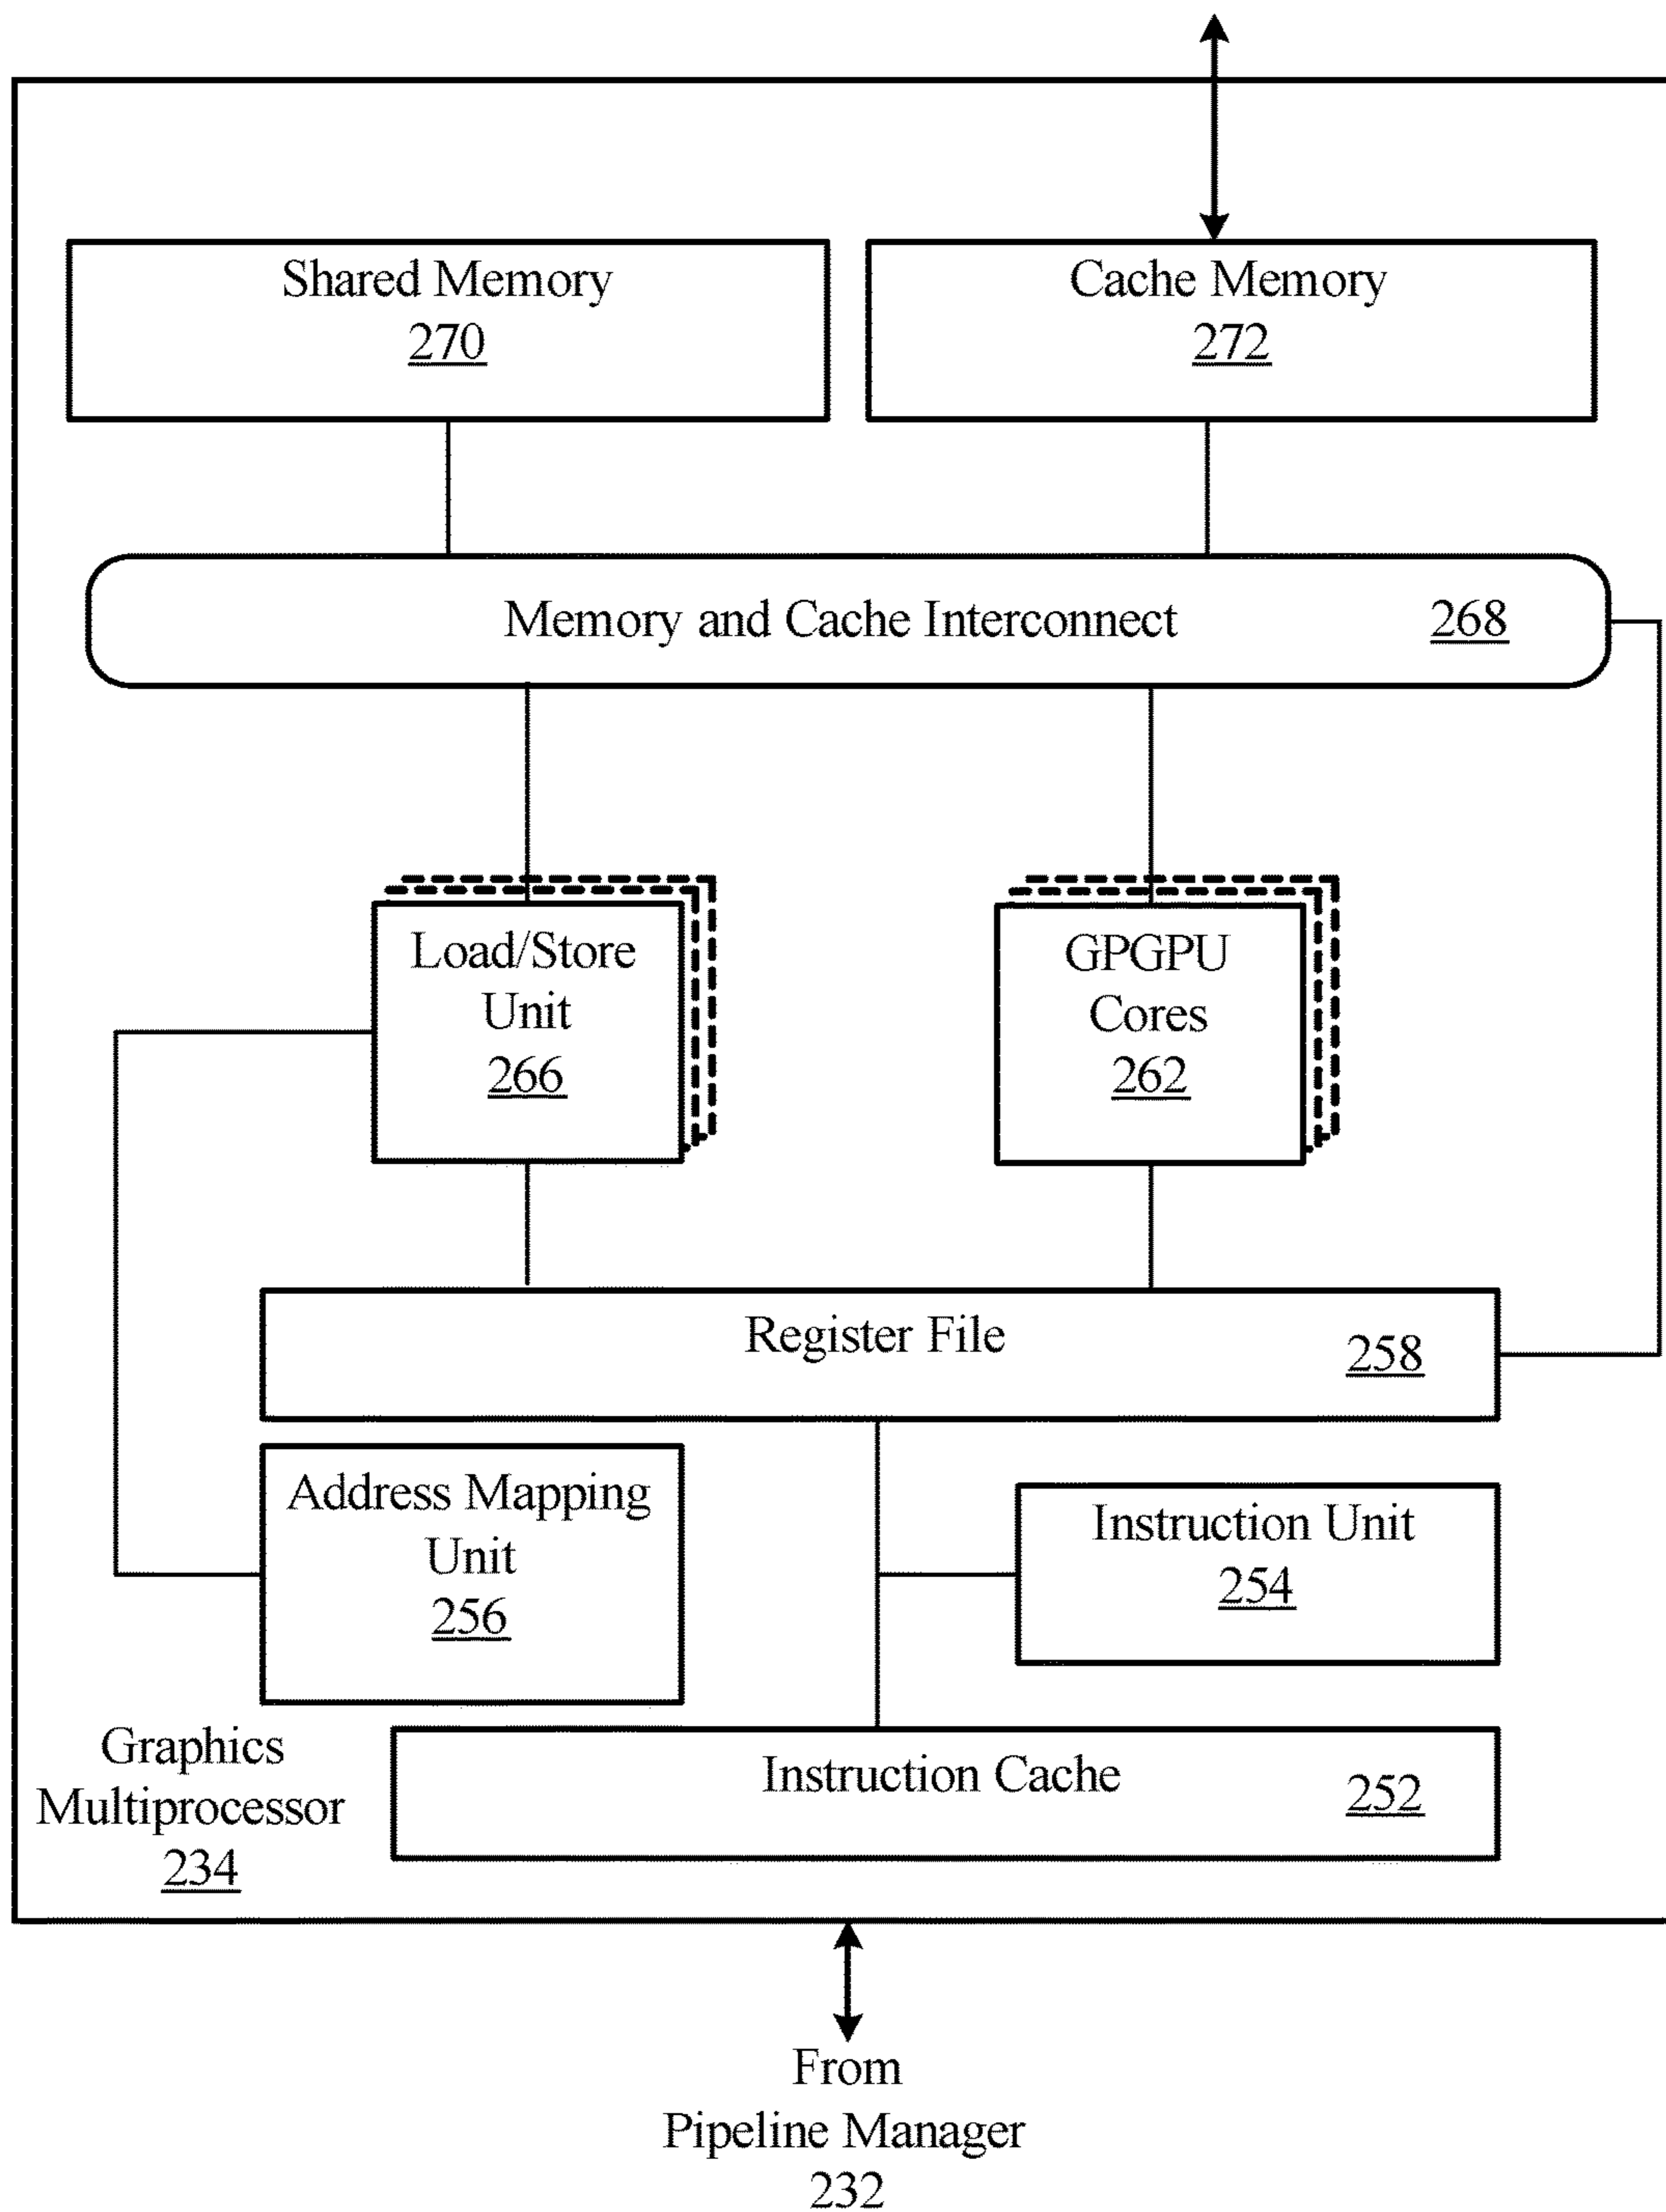 Shared Memory
270
Cache Memory
272
Memory and Cache Interconnect 268
Load/Store
Unit
266
GPGPU
Cores
262
Register File 258
Address Mapping
Unit
256
Instruction Unit
254
Graphics
Multiprocessor
234
Instruction Cache 252
From
Pipeline Manager
232